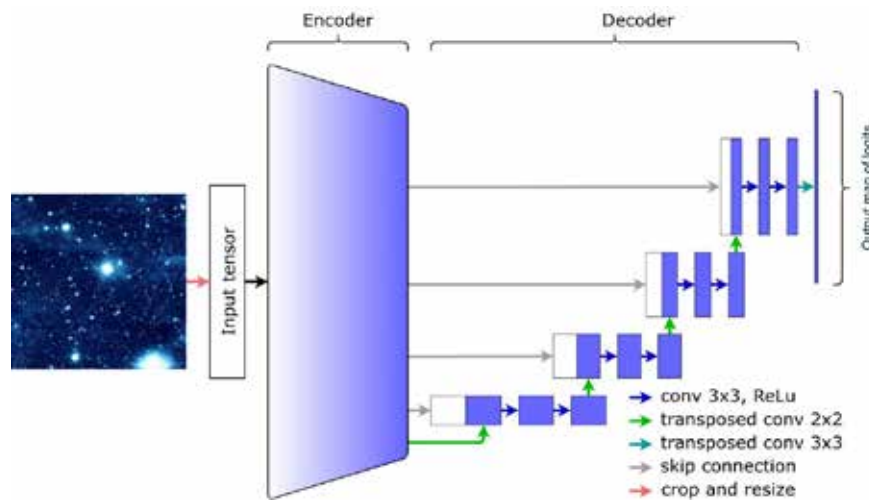 Encoder
Decoder
Input tensor
Output map of logits
conv 3x3, ReLu
transposed conv 2x2
transposed conv 3x3
skip connection
crop and resize